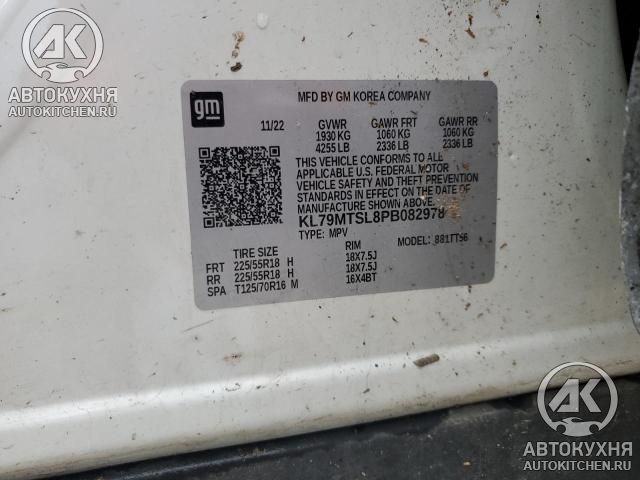 AK
АВТОКУХНЯ
AUTOKITCHEN.RU
gm
MFD BY GM KOREA COMPANY
11/22 GVWR GAWR FRT GAWR RR
1930 KG 1060 KG 1060 KG
4255 LB 2336 LB 2336 LB
THIS VEHICLE CONFORMS TO ALL
APPLICABLE U.S. FEDERAL MOTOR
VEHICLE SAFETY AND THEFT PREVENTION
STANDARDS IN EFFECT ON THE DATE OF
MANUFACTURE SHOWN ABOVE.
KL79MTSL8PB082978
TYPE: MPV MODEL: 881TTS6
TIRE SIZE RIM
FRT 225/55R18 H 18X7.5J
RR 225/55R18 H 18X7.5J
SPA T125/70R16 M 16X4BT
AK
АВТОКУХНЯ
AUTOKITCHEN.RU